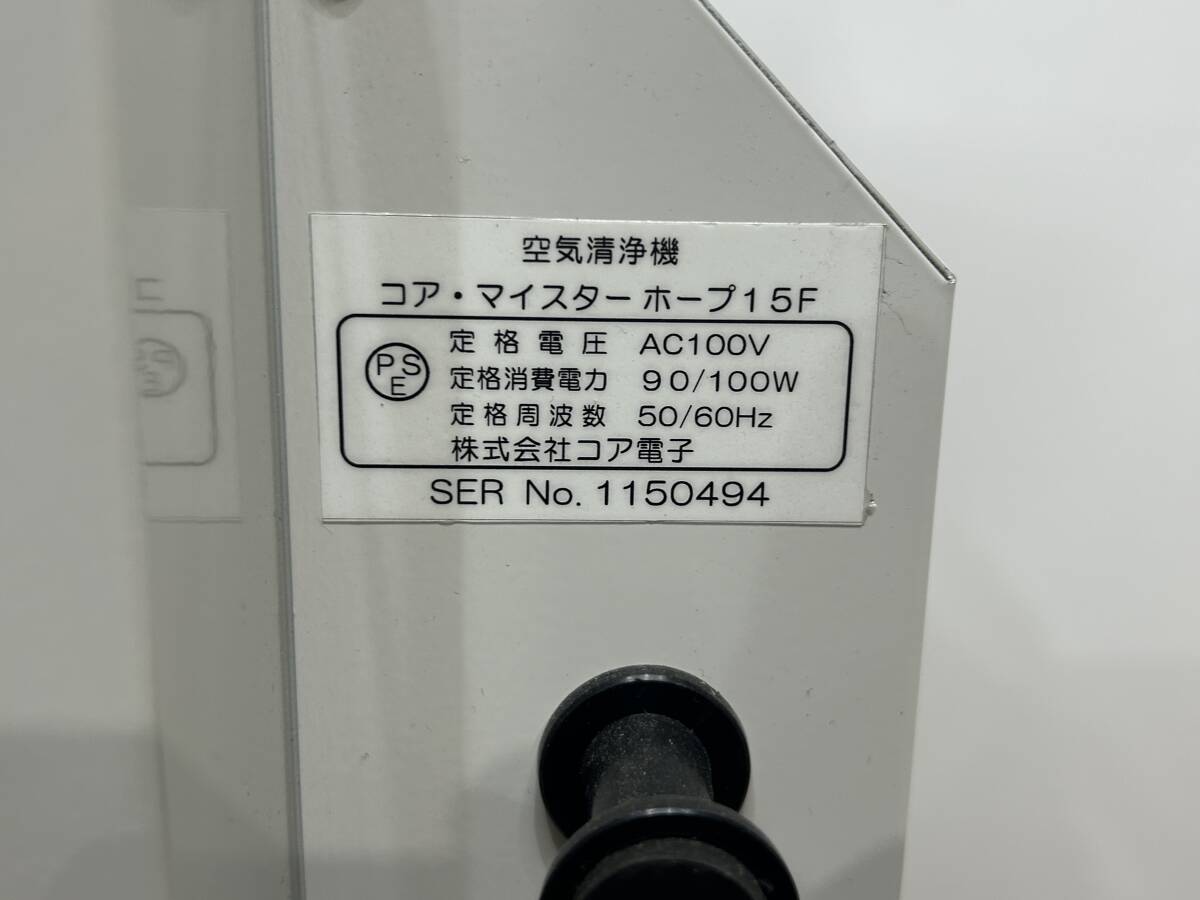 空気清浄機
コア・マイスター ホープ15F
PSE 定格電圧 AC100V
定格消費電力 90/100W
定格周波数 50/60Hz
株式会社コア電子
SER No. 1150494